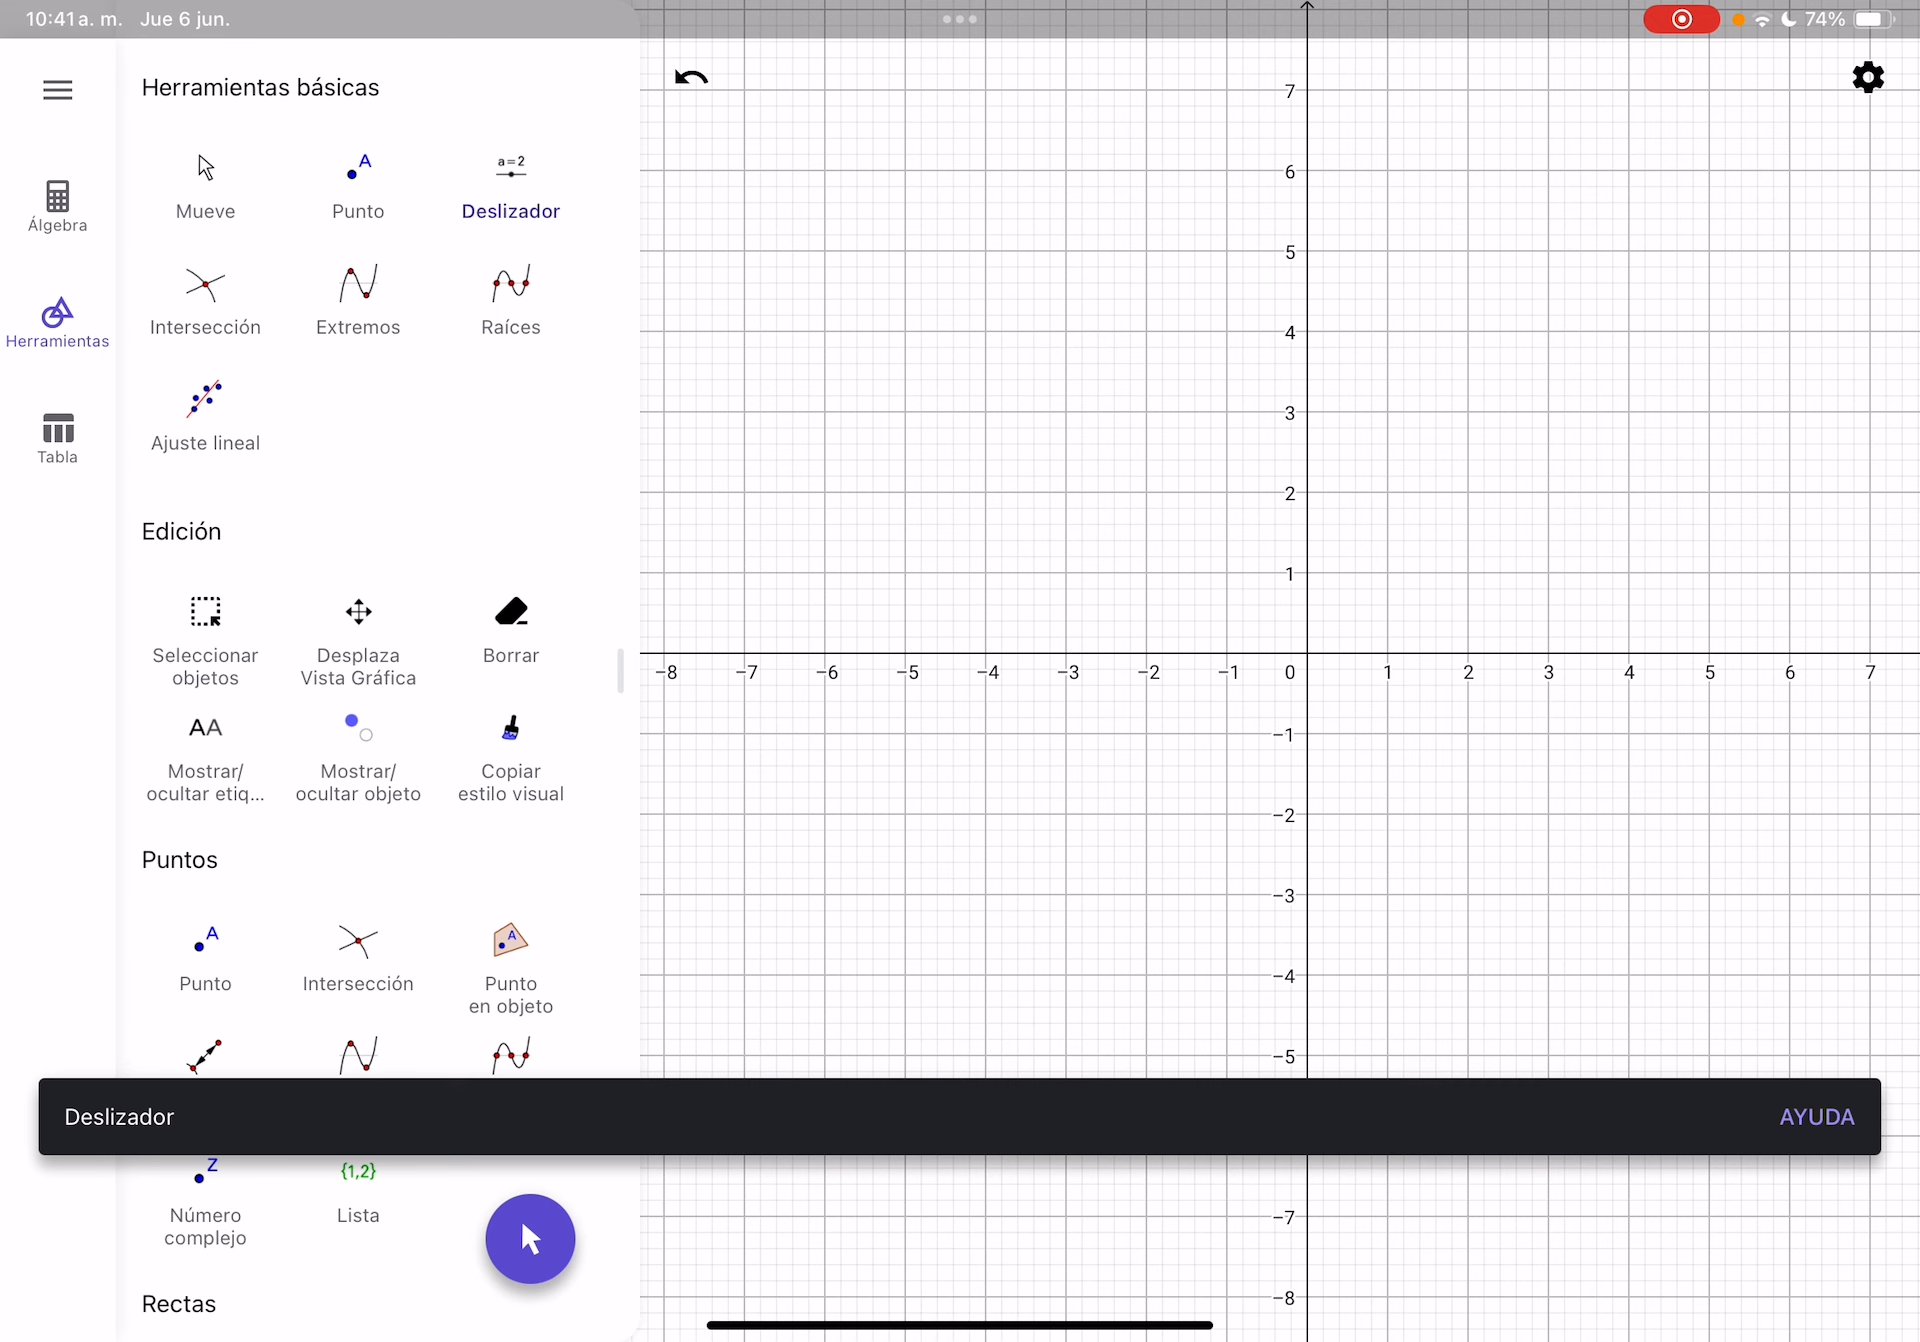 10:41 a. m. Jue 6 jun.
74%
Herramientas básicas
Álgebra
Herramientas
Tabla
Mueve
A
Punto
a=2
Deslizador
Intersección
Extremos
Raíces
Ajuste lineal
Edición
Seleccionar
objetos
Desplaza
Vista Gráfica
Borrar
AA
Mostrar/
ocultar etiq...
Mostrar/
ocultar objeto
Copiar
estilo visual
Puntos
A
Punto
Intersección
A
Punto
en objeto
Deslizador
AYUDA
Z
Número
complejo
{1,2}
Lista
Rectas
7
6
5
4
3
2
1
−8 −7 −6 −5 −4 −3 −2 −1 0 1 2 3 4 5 6 7
−1
−2
−3
−4
−5
−7
−8